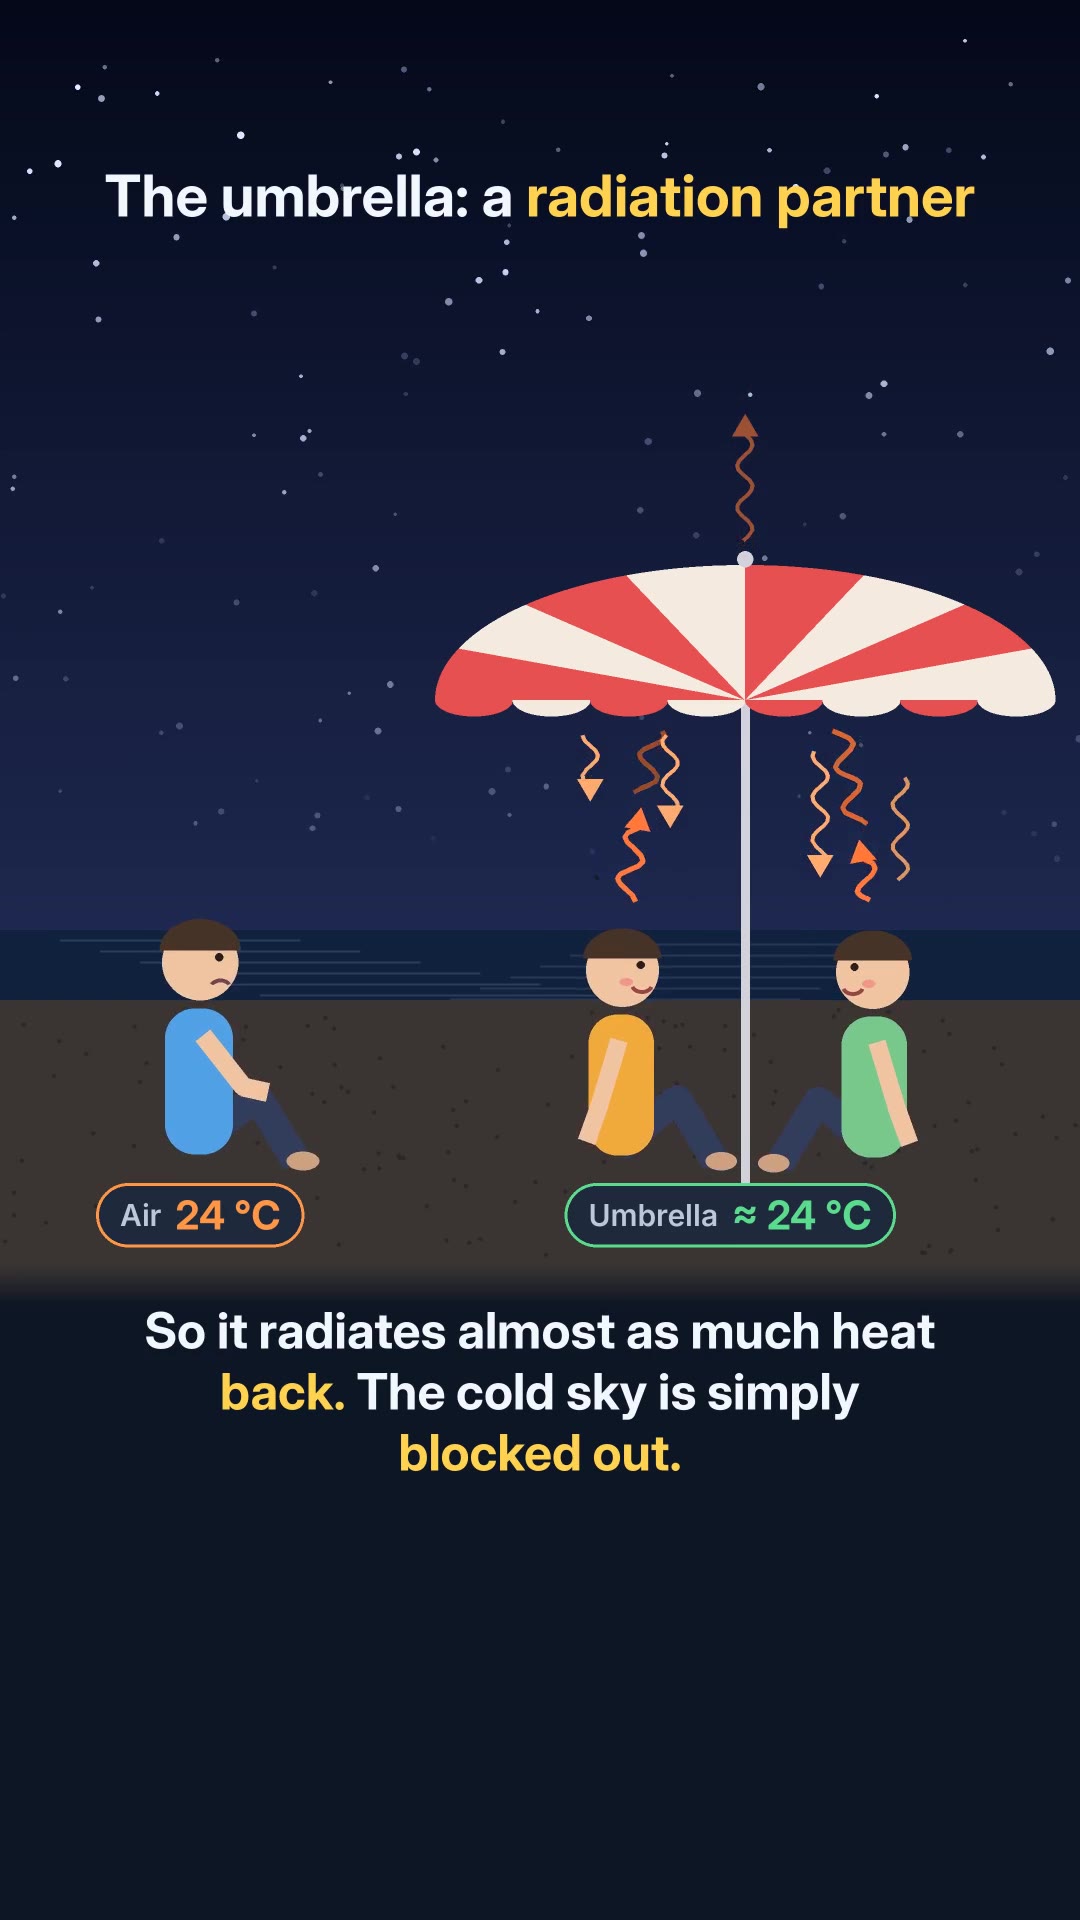 The umbrella: a radiation partner
Air 24 °C
Umbrella ≈ 24 °C
So it radiates almost as much heat
back. The cold sky is simply
blocked out.